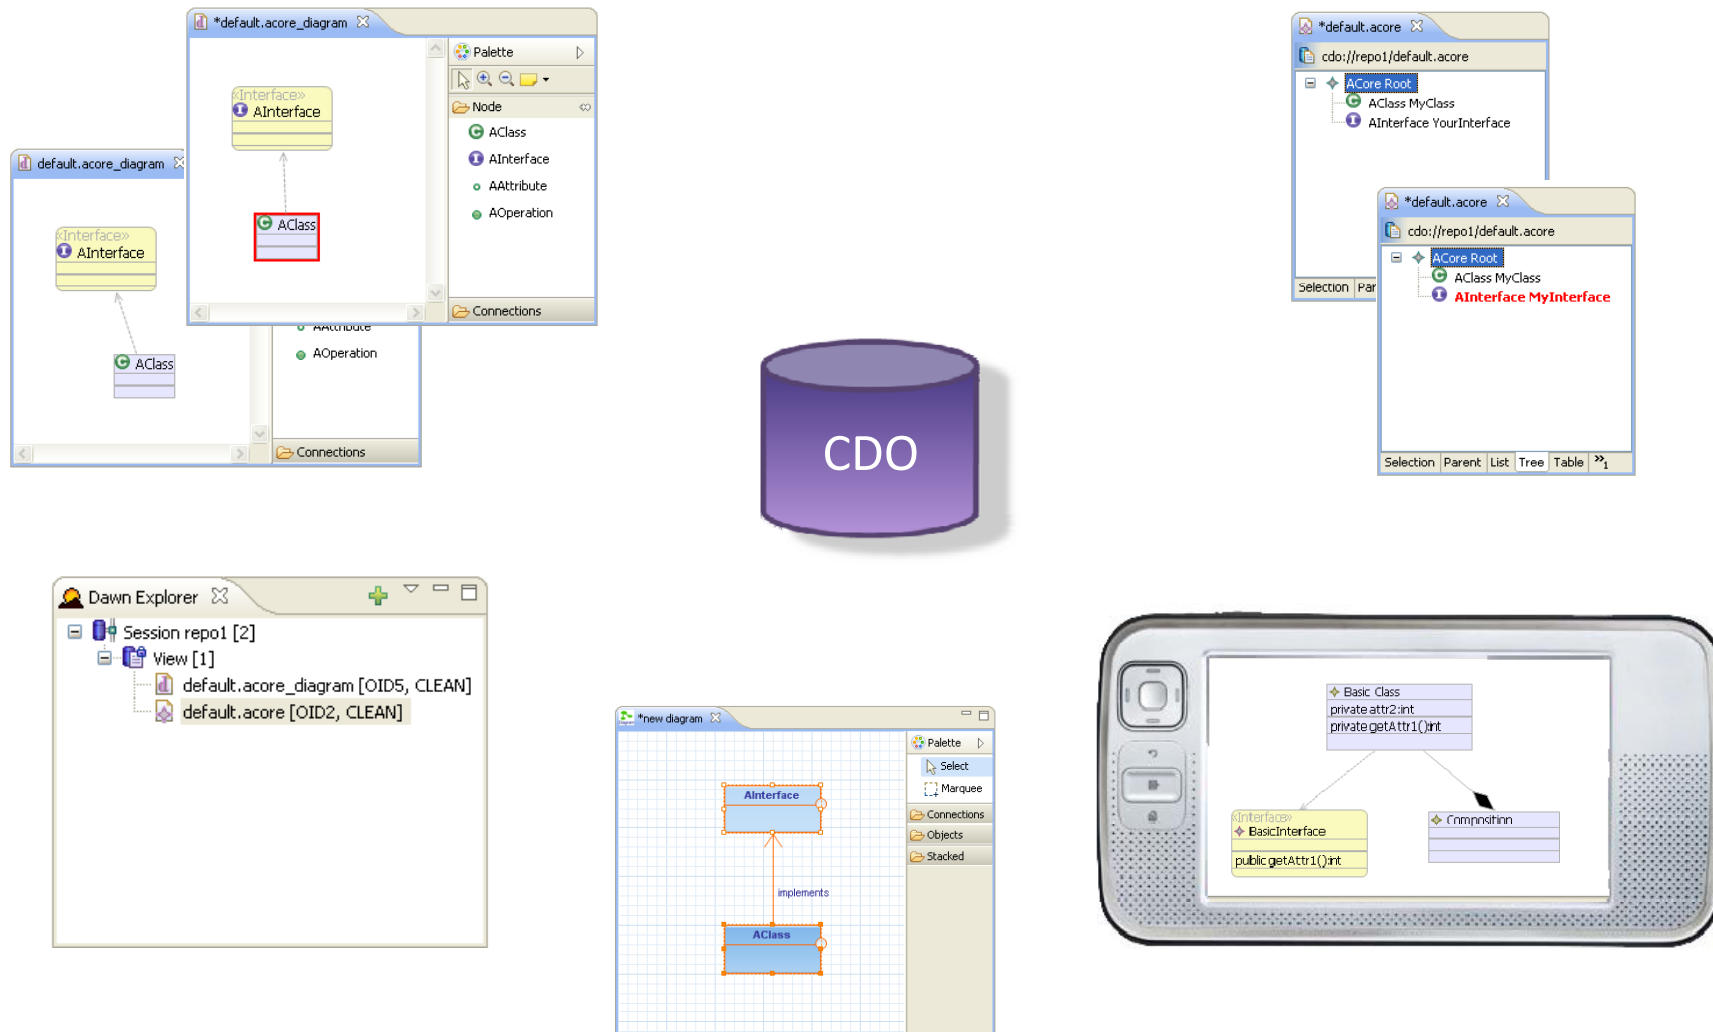 *default.acore_diagram
Palette
Node
AClass
AInterface
AAttribute
AOperation
Connections
«Interface»
AInterface
AClass
default.acore_diagram
«Interface»
AInterface
AClass
AAttribute
AOperation
Connections
*default.acore
cdo://repo1/default.acore
ACore Root
AClass MyClass
AInterface YourInterface
Selection Par
*default.acore
cdo://repo1/default.acore
ACore Root
AClass MyClass
AInterface MyInterface
Selection Parent List Tree Table »1
CDO
Dawn Explorer
Session repo1 [2]
View [1]
default.acore_diagram [OID5, CLEAN]
default.acore [OID2, CLEAN]
*new diagram
Palette
Select
Marquee
Connections
Objects
Stacked
AInterface
implements
AClass
Basic Class
private attr2:int
private getAttr1():int
«Interface»
BasicInterface
public getAttr1():int
Composition